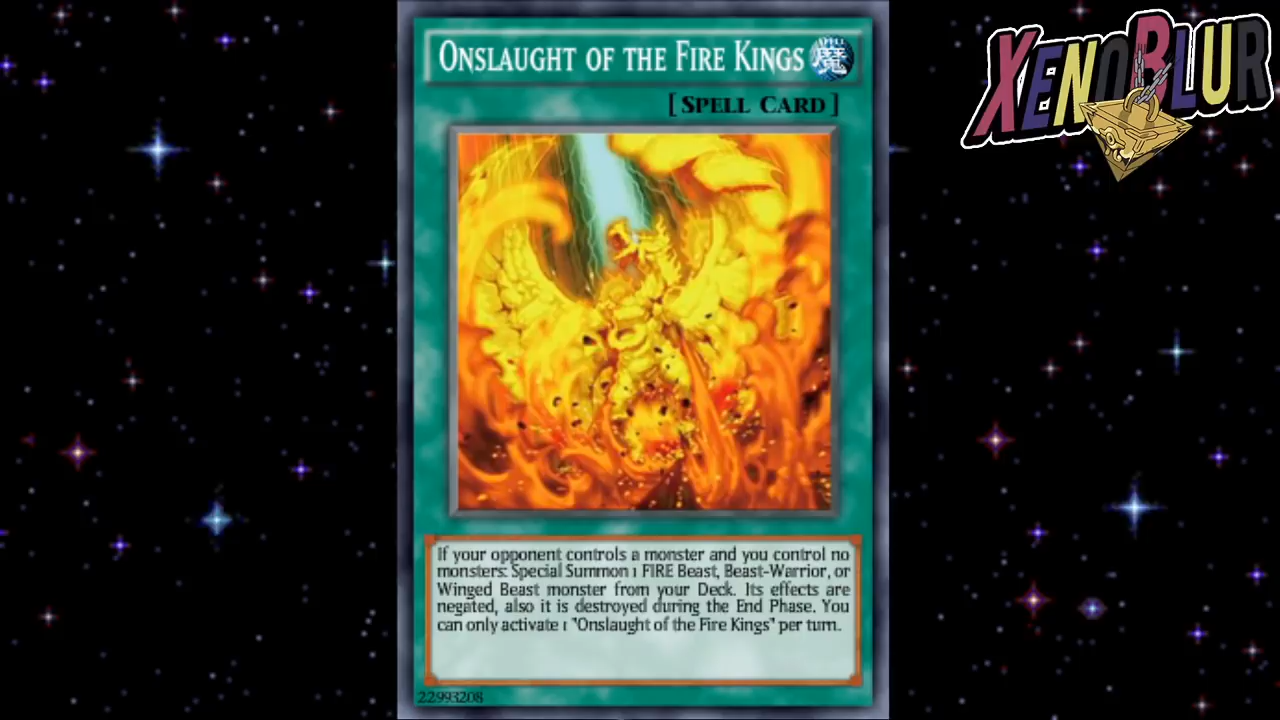 ONSLAUGHT OF THE FIRE KINGS 魔
[SPELL CARD]
XENOBLUR
If your opponent controls a monster and you control no
monsters: Special Summon 1 FIRE Beast, Beast-Warrior, or
Winged Beast monster from your Deck. Its effects are
negated, also it is destroyed during the End Phase. You
can only activate 1 "Onslaught of the Fire Kings" per turn.
22993208